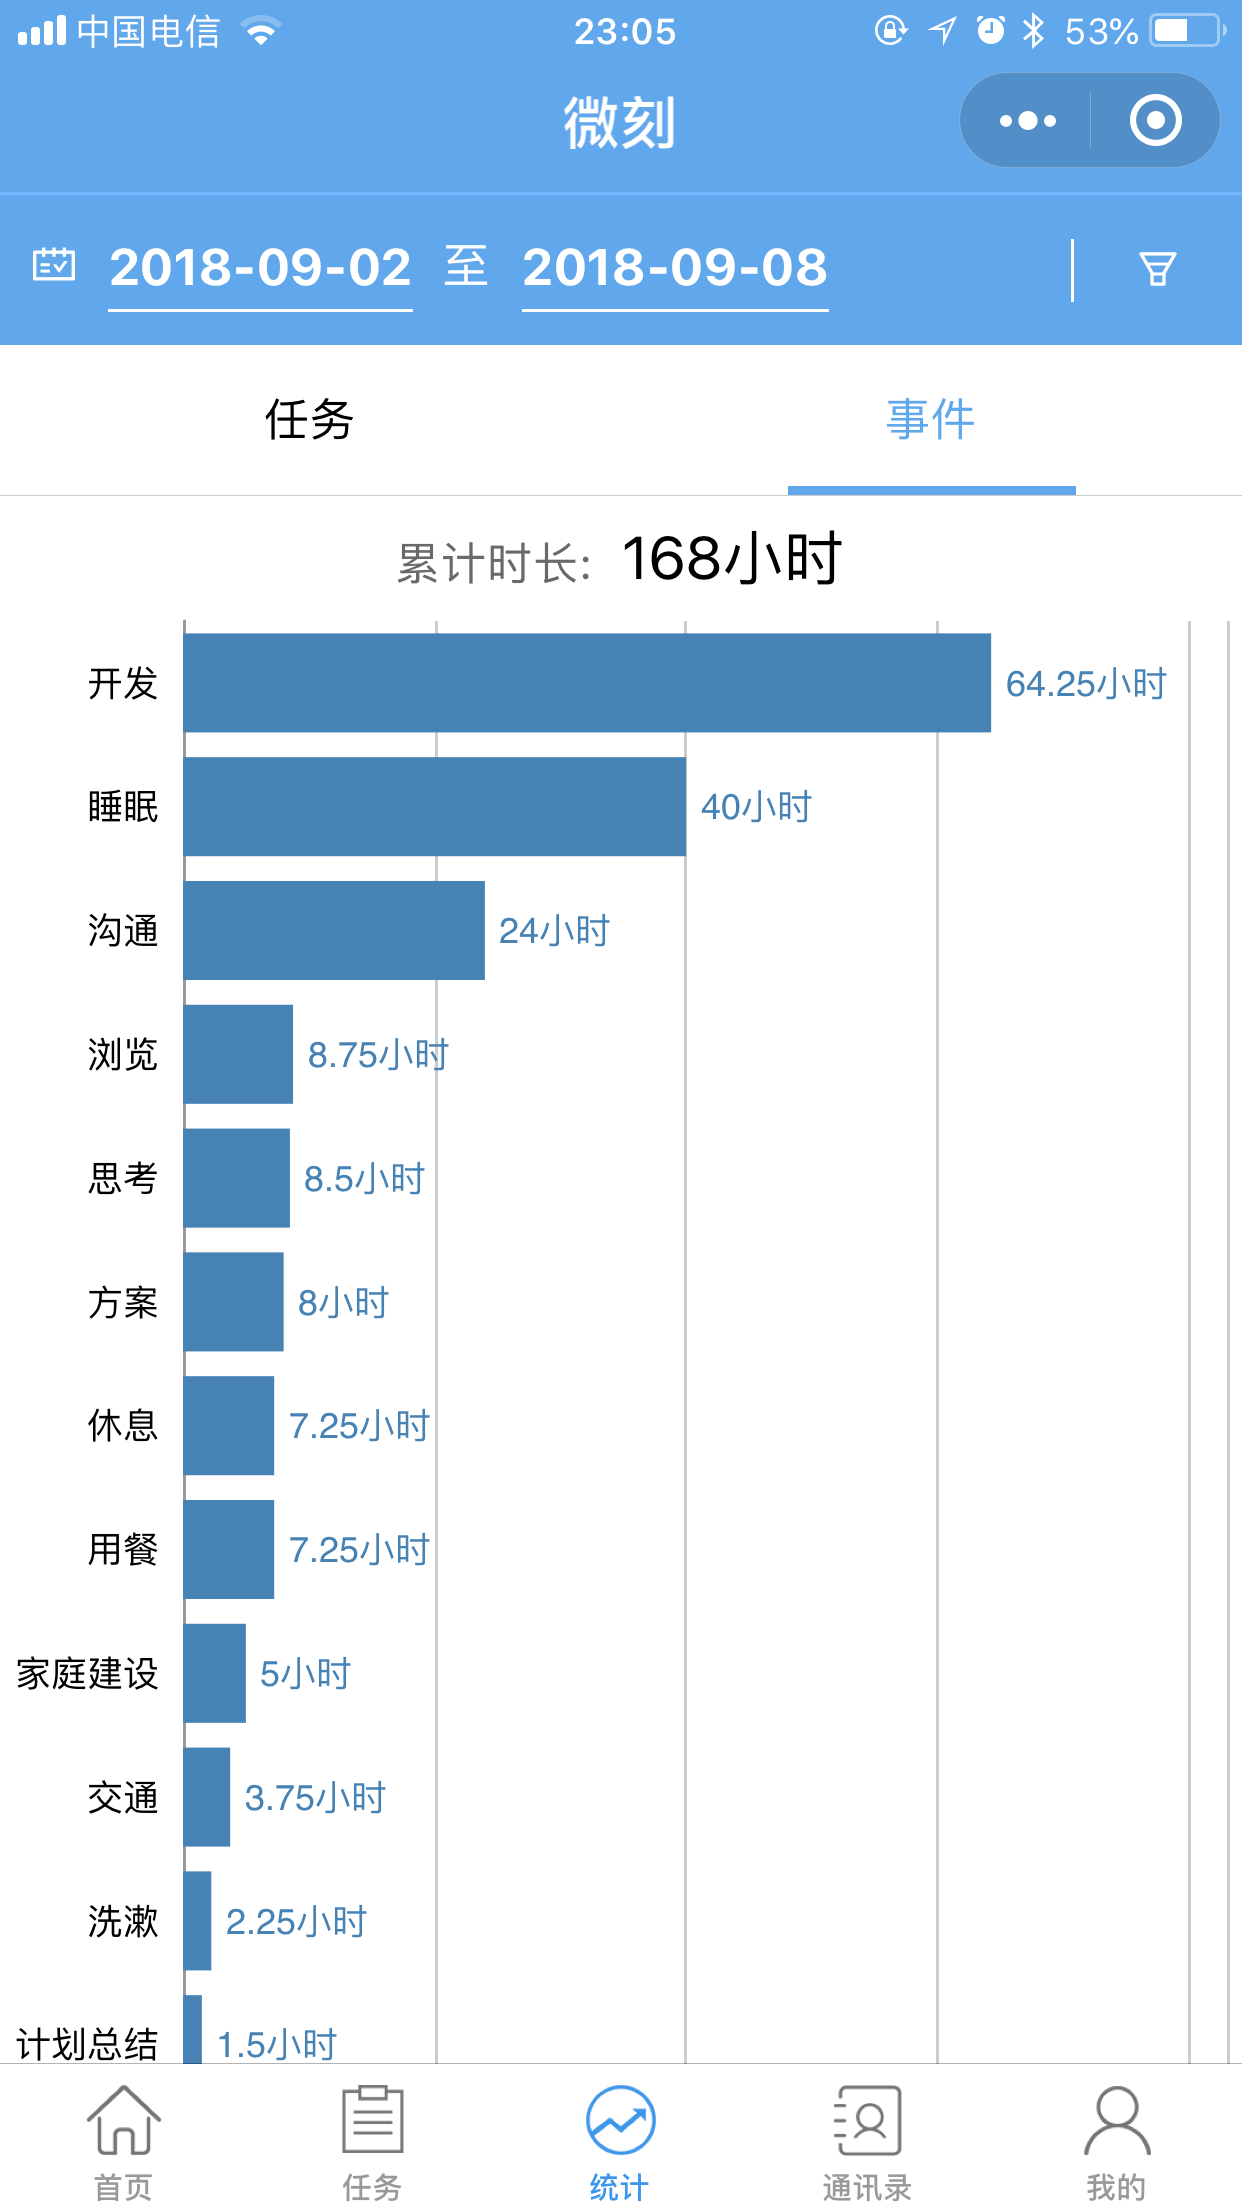 中国电信 23:05 53%
微刻
2018-09-02 至 2018-09-08
任务 事件
累计时长: 168小时
开发 64.25小时
睡眠 40小时
沟通 24小时
浏览 8.75小时
思考 8.5小时
方案 8小时
休息 7.25小时
用餐 7.25小时
家庭建设 5小时
交通 3.75小时
洗漱 2.25小时
计划总结 1.5小时
首页 任务 统计 通讯录 我的